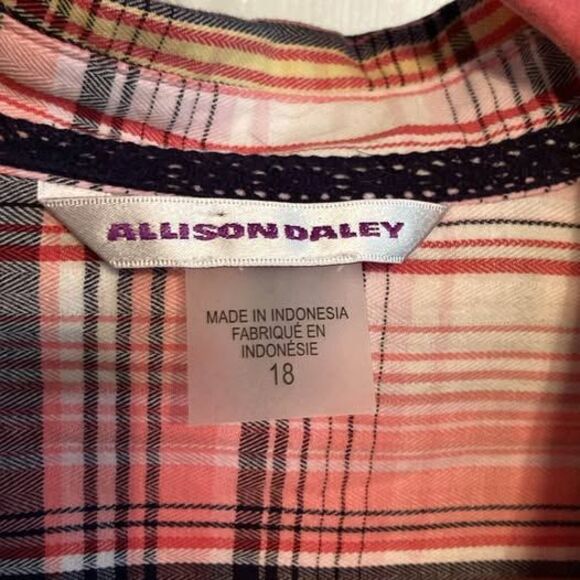 ALLISON DALEY
MADE IN INDONESIA
FABRIQUÉ EN
INDONÉSIE
18